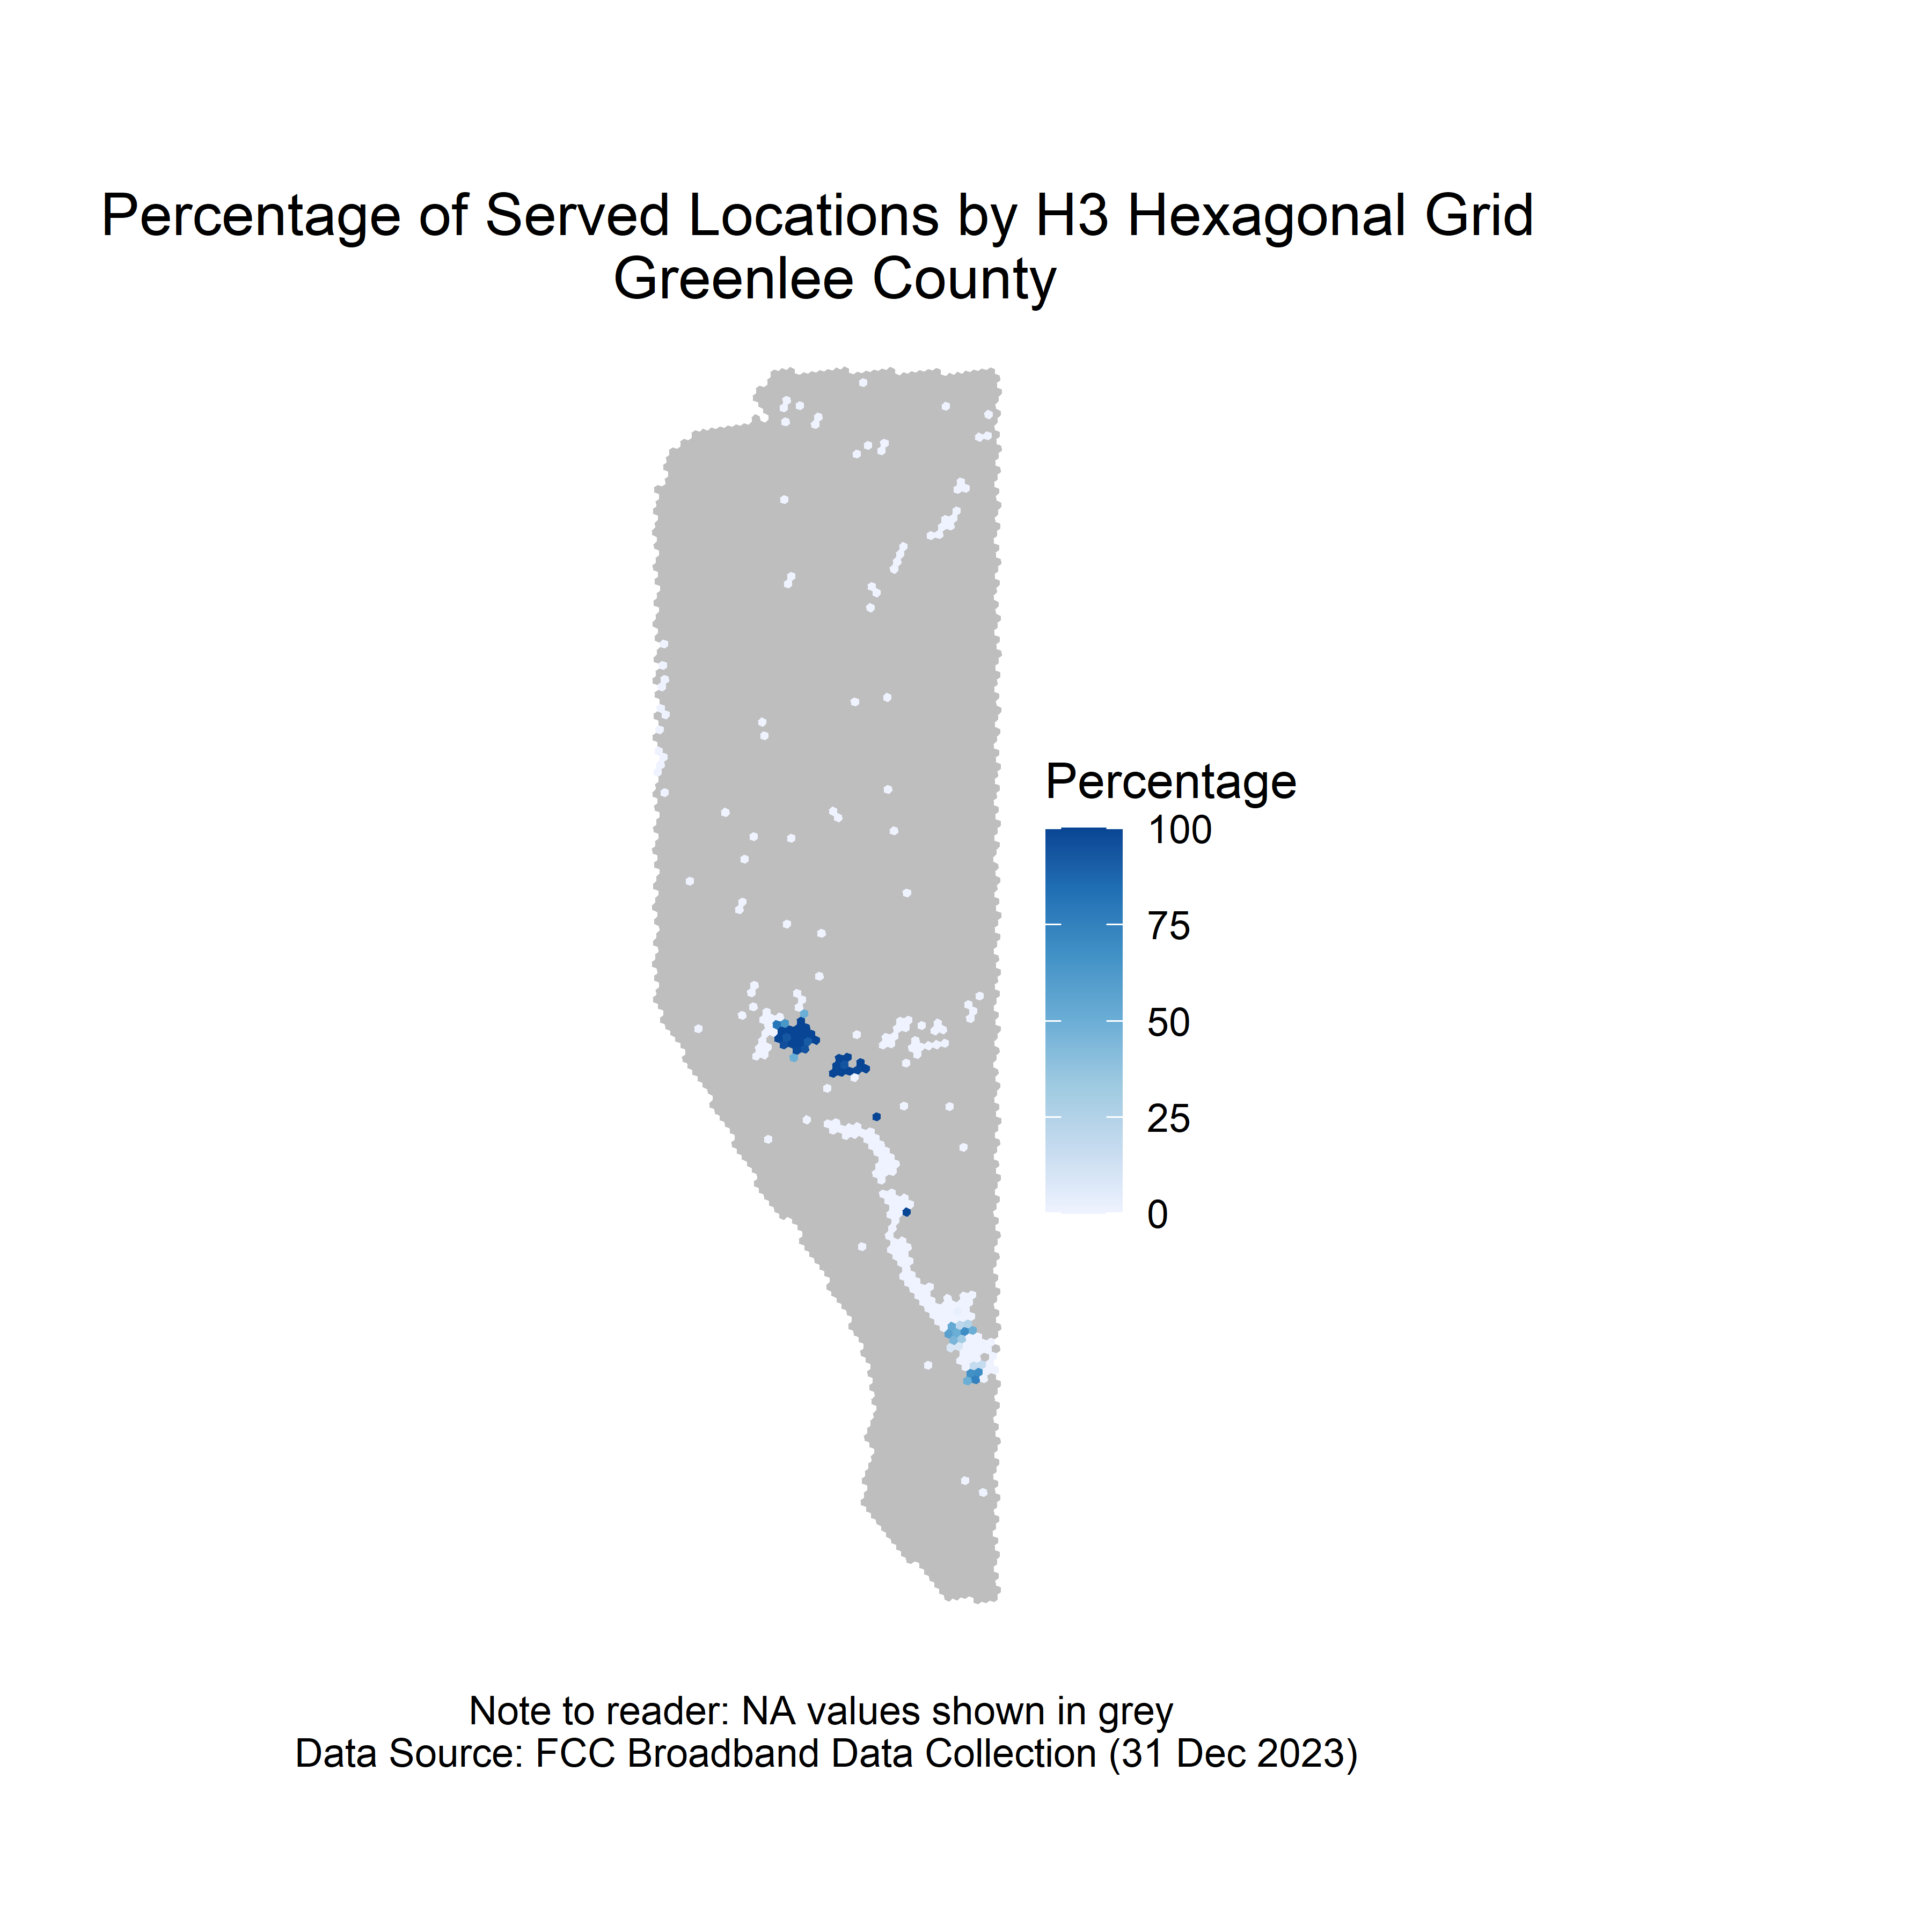 Percentage of Served Locations by H3 Hexagonal Grid
Greenlee County
Percentage
100
75
50
25
0
Note to reader: NA values shown in grey
Data Source: FCC Broadband Data Collection (31 Dec 2023)